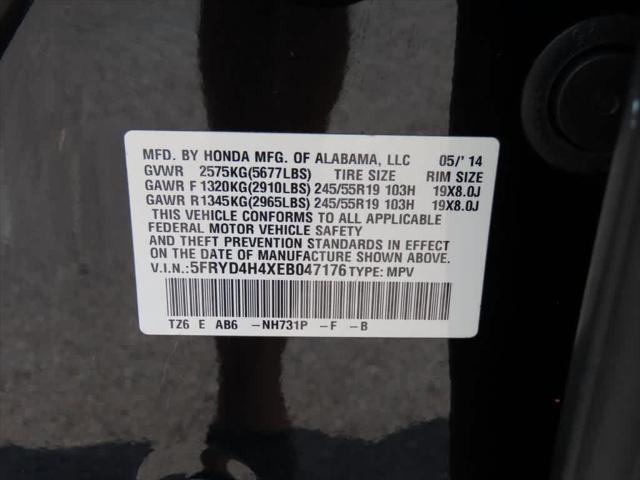 MFD. BY HONDA MFG. OF ALABAMA, LLC 05/'14
GVWR 2575KG(5677LBS) TIRE SIZE RIM SIZE
GAWR F 1320KG(2910LBS) 245/55R19 103H 19X8.0J
GAWR R1345KG(2965LBS) 245/55R19 103H 19X8.0J
THIS VEHICLE CONFORMS TO ALL APPLICABLE
FEDERAL MOTOR VEHICLE SAFETY
AND THEFT PREVENTION STANDARDS IN EFFECT
ON THE DATE OF MANUFACTURE SHOWN ABOVE.
V.I.N.:5FRYD4H4XEB047176 TYPE: MPV
TZ6 E AB6 -NH731P -F -B